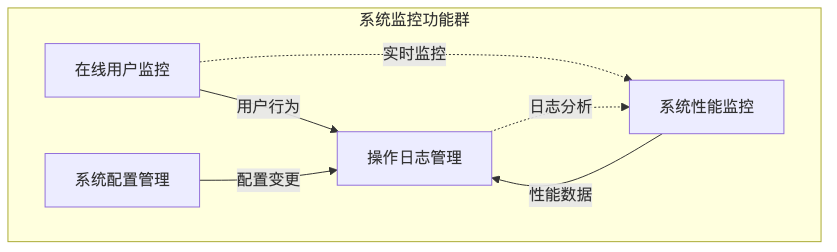 系统监控功能群
在线用户监控
实时监控
用户行为
日志分析
系统性能监控
操作日志管理
系统配置管理
配置变更
性能数据